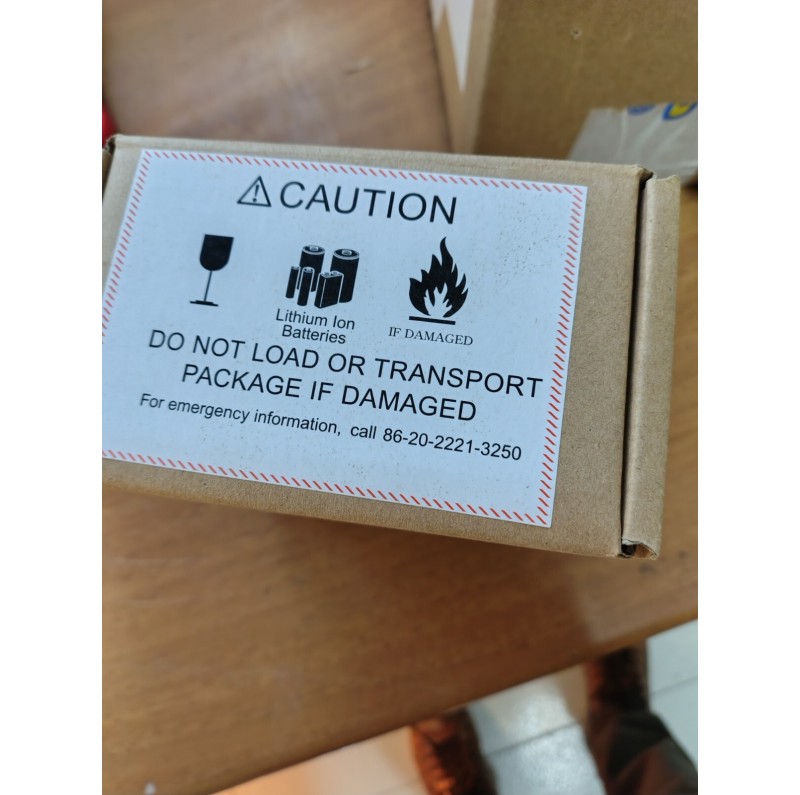 CAUTION
Lithium Ion
Batteries
IF DAMAGED
DO NOT LOAD OR TRANSPORT
PACKAGE IF DAMAGED
For emergency information, call 86-20-2221-3250